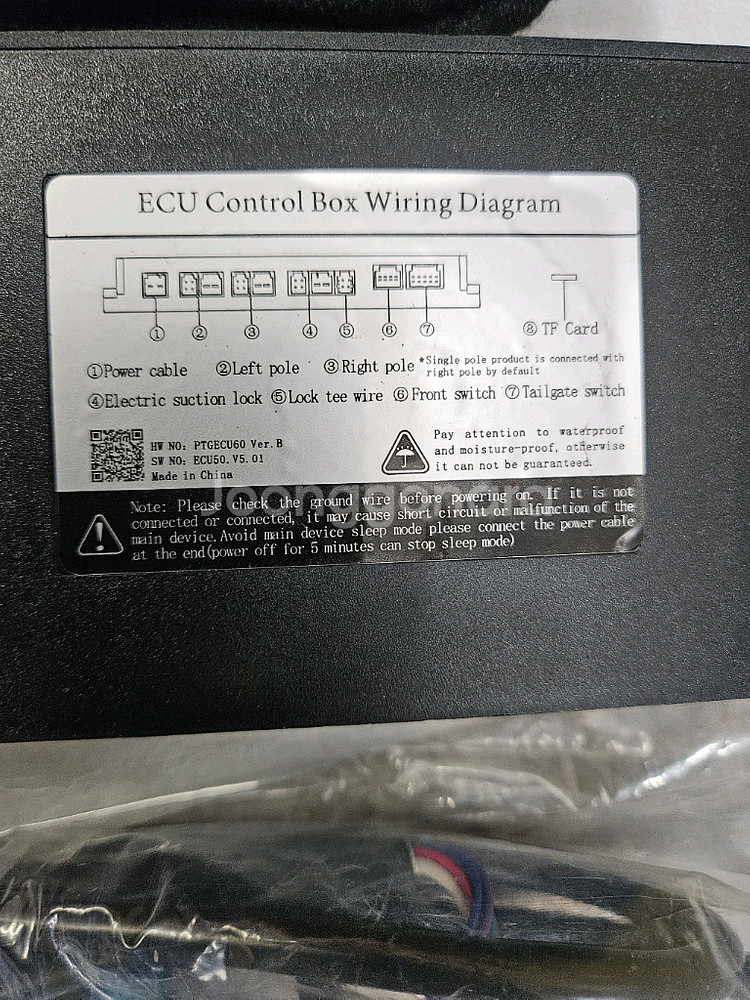 ECU Control Box Wiring Diagram
① ② ③ ④ ⑤ ⑥ ⑦
⑧ TF Card
①Power cable ②Left pole ③Right pole *Single pole product is connected with
right pole by default
④Electric suction lock ⑤Lock tee wire ⑥Front switch ⑦Tailgate switch
HW NO: PTGECU60 Ver.B
SW NO: ECU50.V5.01
Made in China
Pay attention to waterproof
and moisture-proof, otherwise
it can not be guaranteed.
Note: Please check the ground wire before powering on. If it is not
connected or connected, it may cause short circuit or malfunction of the
main device.Avoid main device sleep mode please connect the power cable
at the end(power off for 5 minutes can stop sleep mode)